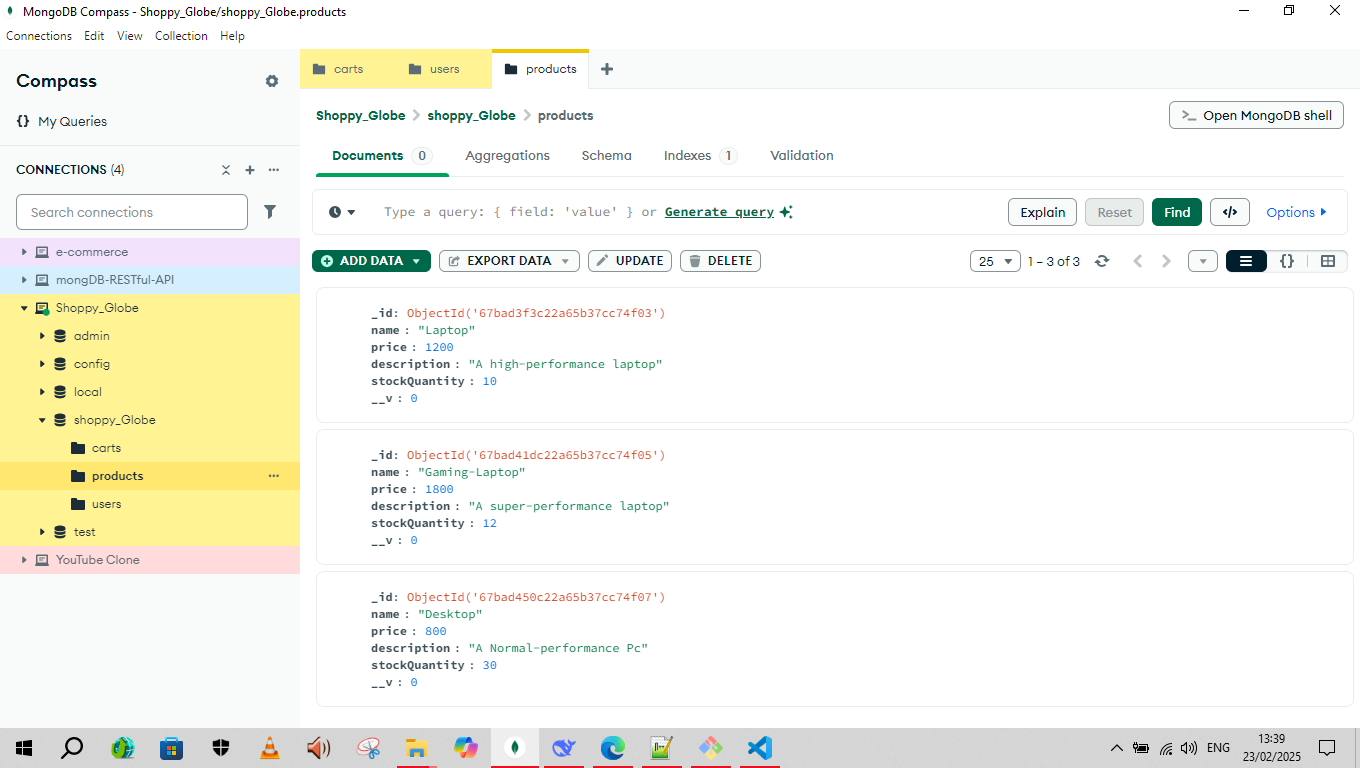 MongoDB Compass - Shoppy_Globe/shoppy_Globe.products
Connections Edit View Collection Help
Compass
{} My Queries
CONNECTIONS (4)
Search connections
e-commerce
mongDB-RESTful-API
Shoppy_Globe
admin
config
local
shoppy_Globe
carts
products
users
test
YouTube Clone
carts users products
Shoppy_Globe > shoppy_Globe > products
>_ Open MongoDB shell
Documents 0 Aggregations Schema Indexes 1 Validation
Type a query: { field: 'value' } or Generate query
Explain Reset Find </> Options
ADD DATA EXPORT DATA UPDATE DELETE
25 1 – 3 of 3 {}
_id: ObjectId('67bad3f3c22a65b37cc74f03')
name : "Laptop"
price : 1200
description : "A high-performance laptop"
stockQuantity : 10
__v : 0
_id: ObjectId('67bad41dc22a65b37cc74f05')
name : "Gaming-Laptop"
price : 1800
description : "A super-performance laptop"
stockQuantity : 12
__v : 0
_id: ObjectId('67bad450c22a65b37cc74f07')
name : "Desktop"
price : 800
description : "A Normal-performance Pc"
stockQuantity : 30
__v : 0
ENG
13:39
23/02/2025